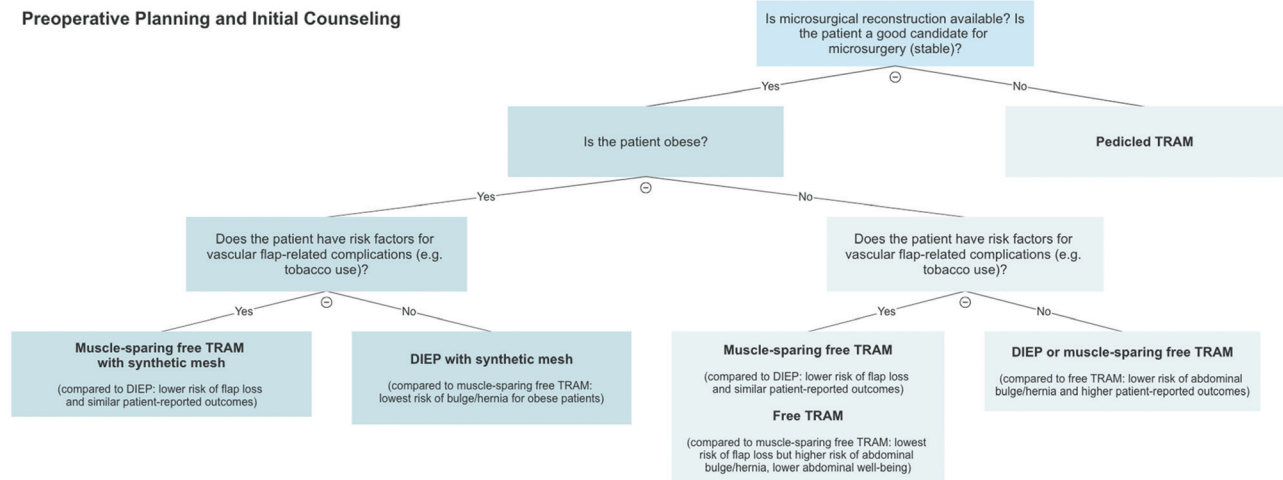 Preoperative Planning and Initial Counseling
Is microsurgical reconstruction available? Is
the patient a good candidate for
microsurgery (stable)?
Yes
No
Is the patient obese?
Pedicled TRAM
Yes
No
Does the patient have risk factors for
vascular flap-related complications (e.g.
tobacco use)?
Does the patient have risk factors for
vascular flap-related complications (e.g.
tobacco use)?
Yes
No
Yes
No
Muscle-sparing free TRAM
with synthetic mesh
(compared to DIEP: lower risk of flap loss
and similar patient-reported outcomes)
DIEP with synthetic mesh
(compared to muscle-sparing free TRAM:
lowest risk of bulge/hernia for obese patients)
Muscle-sparing free TRAM
(compared to DIEP: lower risk of flap loss
and similar patient-reported outcomes)
Free TRAM
(compared to muscle-sparing free TRAM: lowest
risk of flap loss but higher risk of abdominal
bulge/hernia, lower abdominal well-being)
DIEP or muscle-sparing free TRAM
(compared to free TRAM: lower risk of abdominal
bulge/hernia and higher patient-reported outcomes)